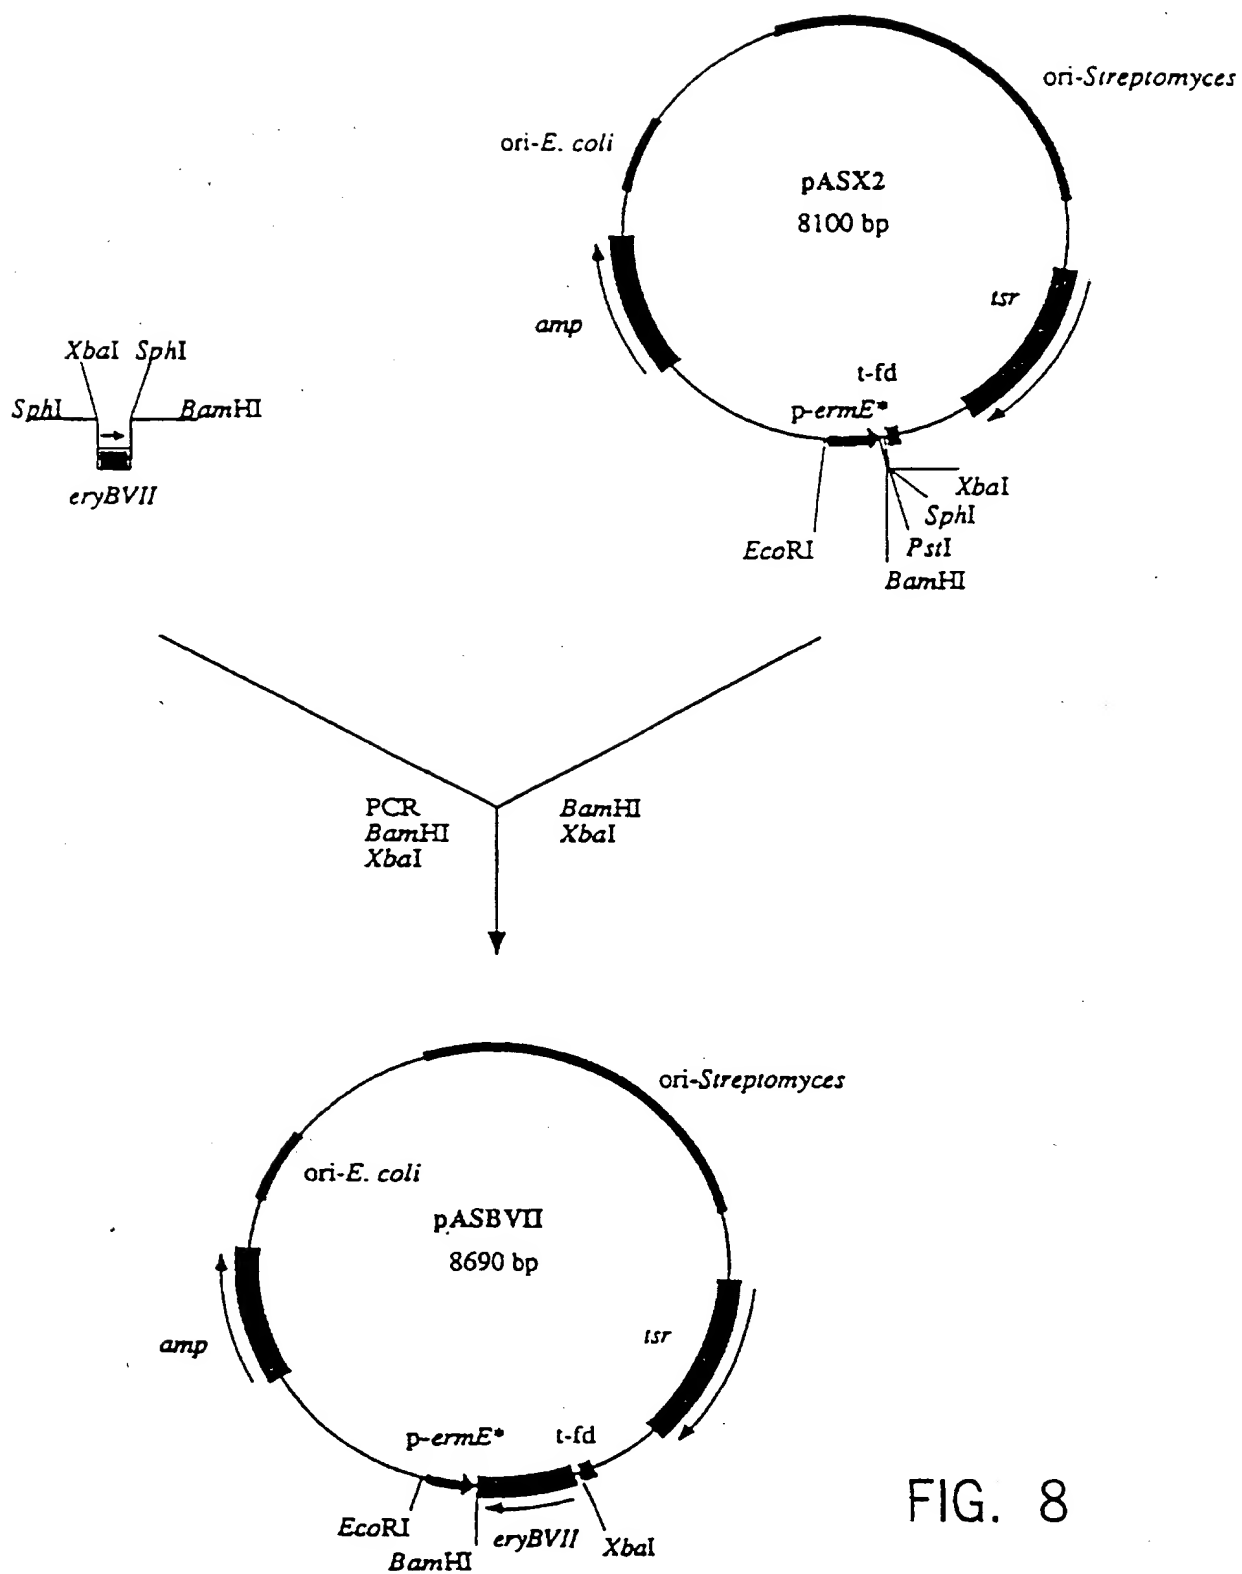 ori-Streptomyces
ori-E. coli
pASX2
8100 bp
tsr
amp
t-fd
p-ermE*
XbaI SphI
SphI
BamHI
eryBVII
XbaI
SphI
PstI
EcoRI
BamHI
PCR
BamHI
XbaI
BamHI
XbaI
ori-Streptomyces
ori-E. coli
pASBVII
8690 bp
tsr
amp
p-ermE*
t-fd
EcoRI
BamHI
eryBVII
XbaI
FIG. 8